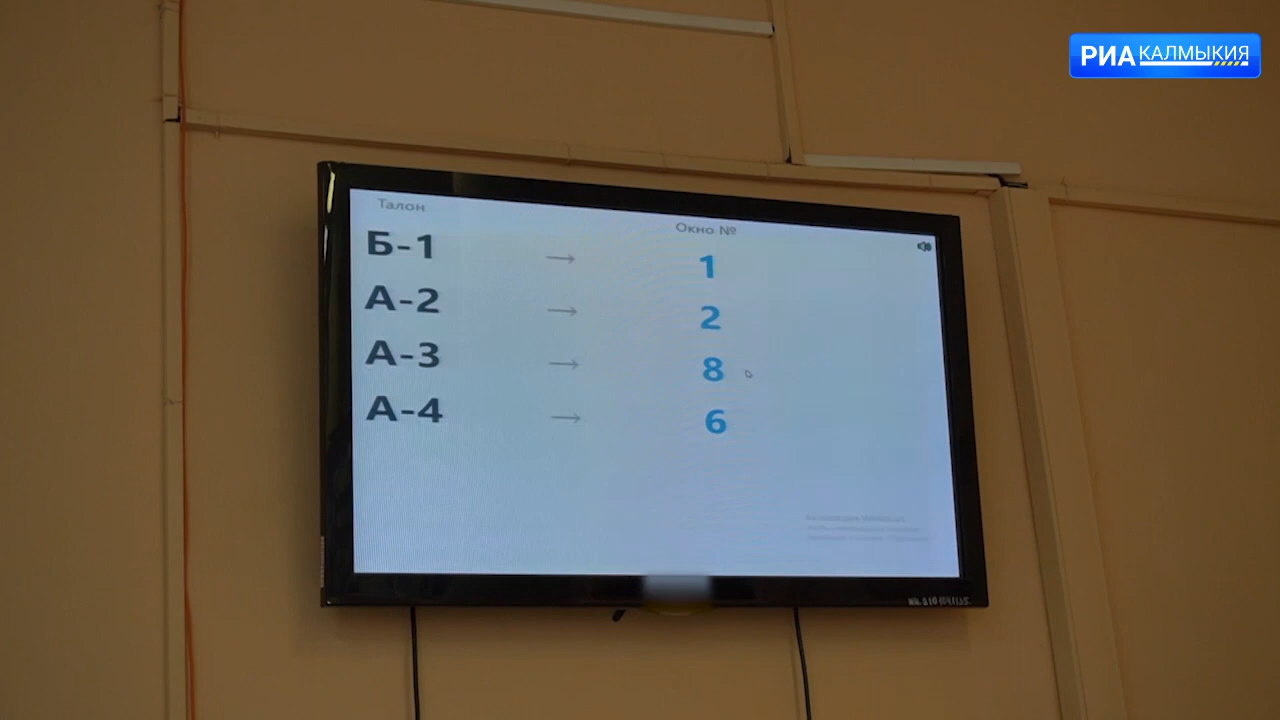 РИА КАЛМЫКИЯ
Талон Окно №
Б-1 → 1
А-2 → 2
А-3 → 8
А-4 → 6